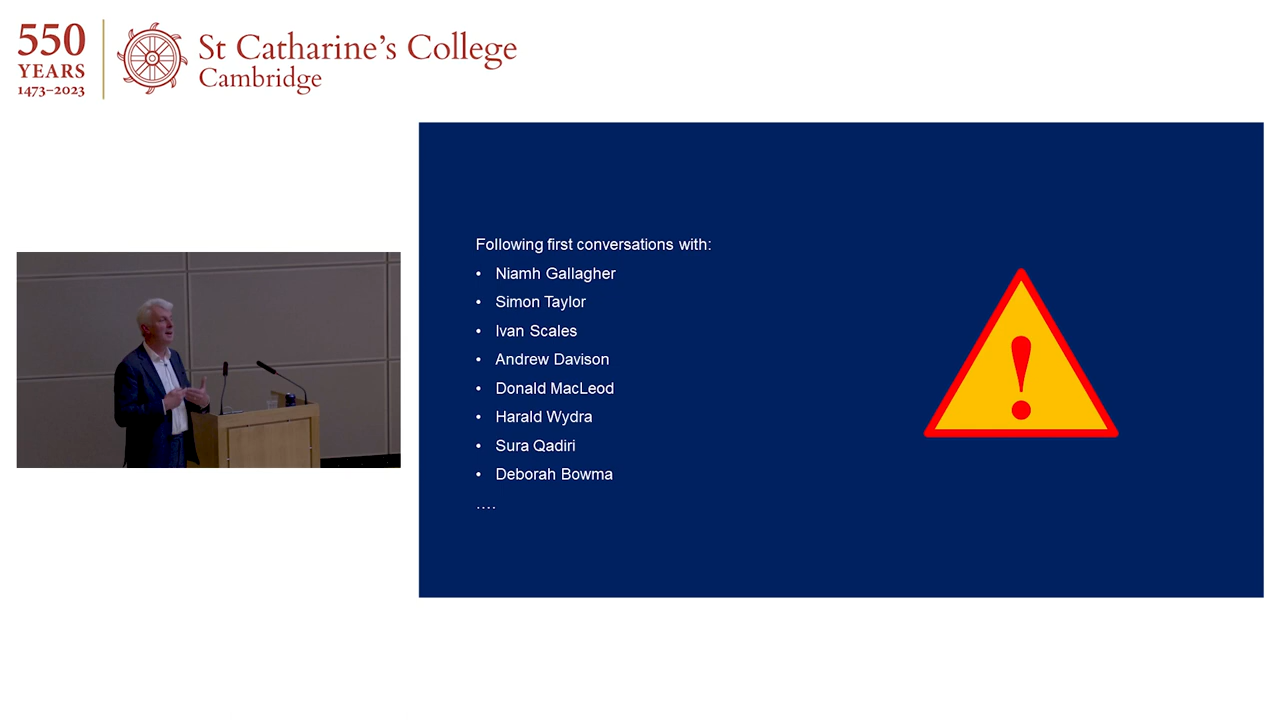 550
YEARS
1473–2023
St Catharine's College
Cambridge
Following first conversations with:
• Niamh Gallagher
• Simon Taylor
• Ivan Scales
• Andrew Davison
• Donald MacLeod
• Harald Wydra
• Sura Qadiri
• Deborah Bowma
....
!